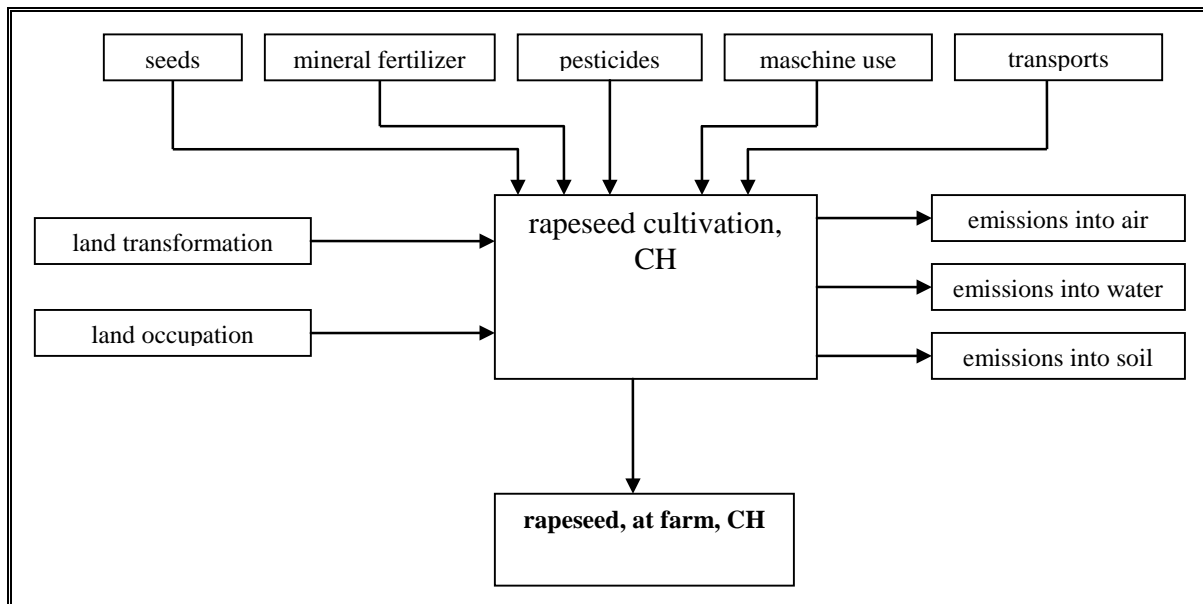 seeds
mineral fertilizer
pesticides
maschine use
transports
rapeseed cultivation,
CH
land transformation
land occupation
emissions into air
emissions into water
emissions into soil
rapeseed, at farm, CH